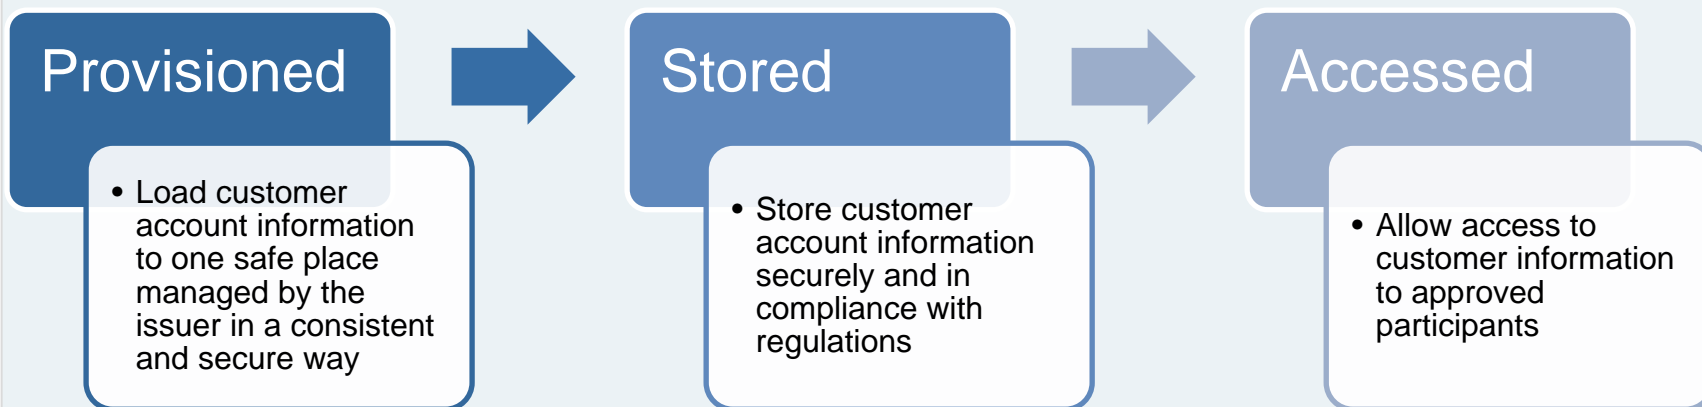 Provisioned
• Load customer
account information
to one safe place
managed by the
issuer in a consistent
and secure way
Stored
• Store customer
account information
securely and in
compliance with
regulations
Accessed
• Allow access to
customer information
to approved
participants